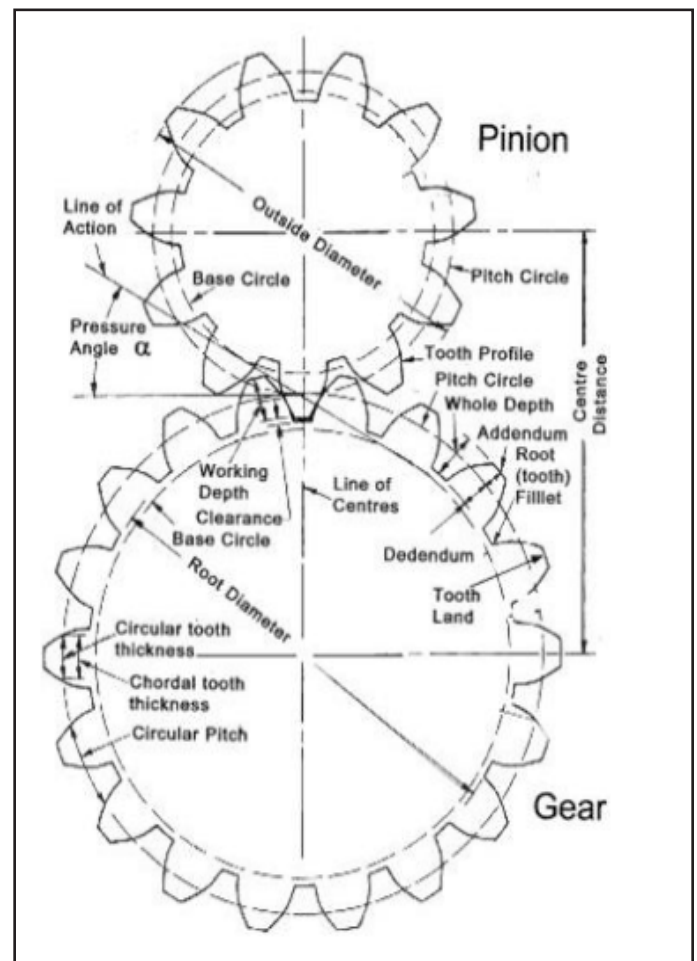 Pinion
Line of
Action
Outside Diameter
Base Circle
Pitch Circle
Pressure
Angle α
Tooth Profile
Pitch Circle
Whole Depth
Centre
Distance
Addendum
Root
(tooth)
Filllet
Working
Depth
Line of
Centres
Clearance
Base Circle
Dedendum
Root Diameter
Tooth
Land
Circular tooth
thickness
Chordal tooth
thickness
Circular Pitch
Gear